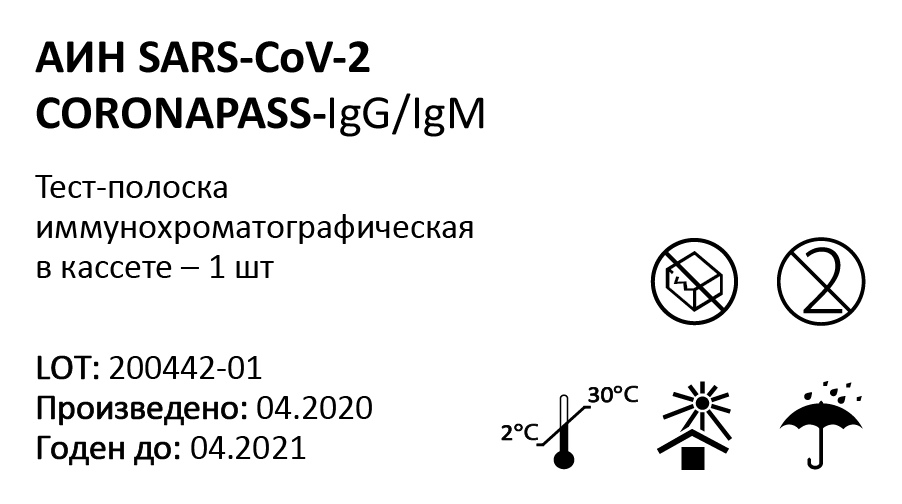 АИН SARS-CoV-2
CORONAPASS-IgG/IgM
Тест-полоска
иммунохроматографическая
в кассете – 1 шт
2
LOT: 200442-01
Произведено: 04.2020
Годен до: 04.2021
2°C
30°C